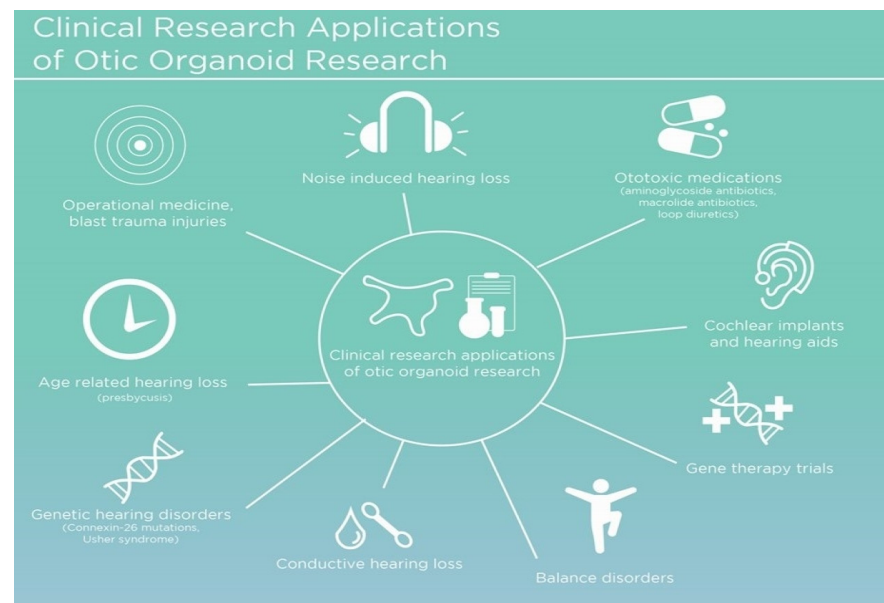 Clinical Research Applications
of Otic Organoid Research
Noise induced hearing loss
Ototoxic medications
(aminoglycoside antibiotics,
macrolide antibiotics,
loop diuretics)
Operational medicine,
blast trauma injuries
Cochlear implants
and hearing aids
Clinical research applications
of otic organoid research
Age related hearing loss
(presbycusis)
Gene therapy trials
Genetic hearing disorders
(Connexin-26 mutations,
Usher syndrome)
Conductive hearing loss
Balance disorders